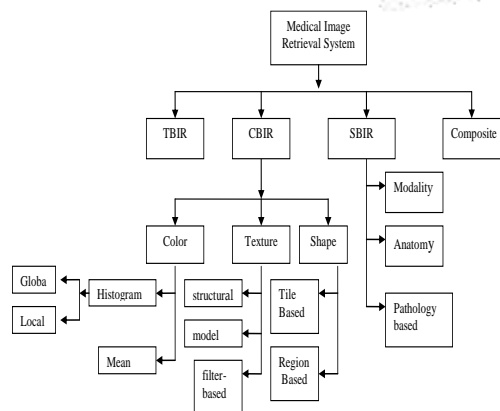 Medical Image
Retrieval System
TBIR
CBIR
SBIR
Composite
Modality
Anatomy
Pathology
based
Color
Texture
Shape
Globa
Local
Histogram
Mean
structural
model
filter-
based
Tile
Based
Region
Based